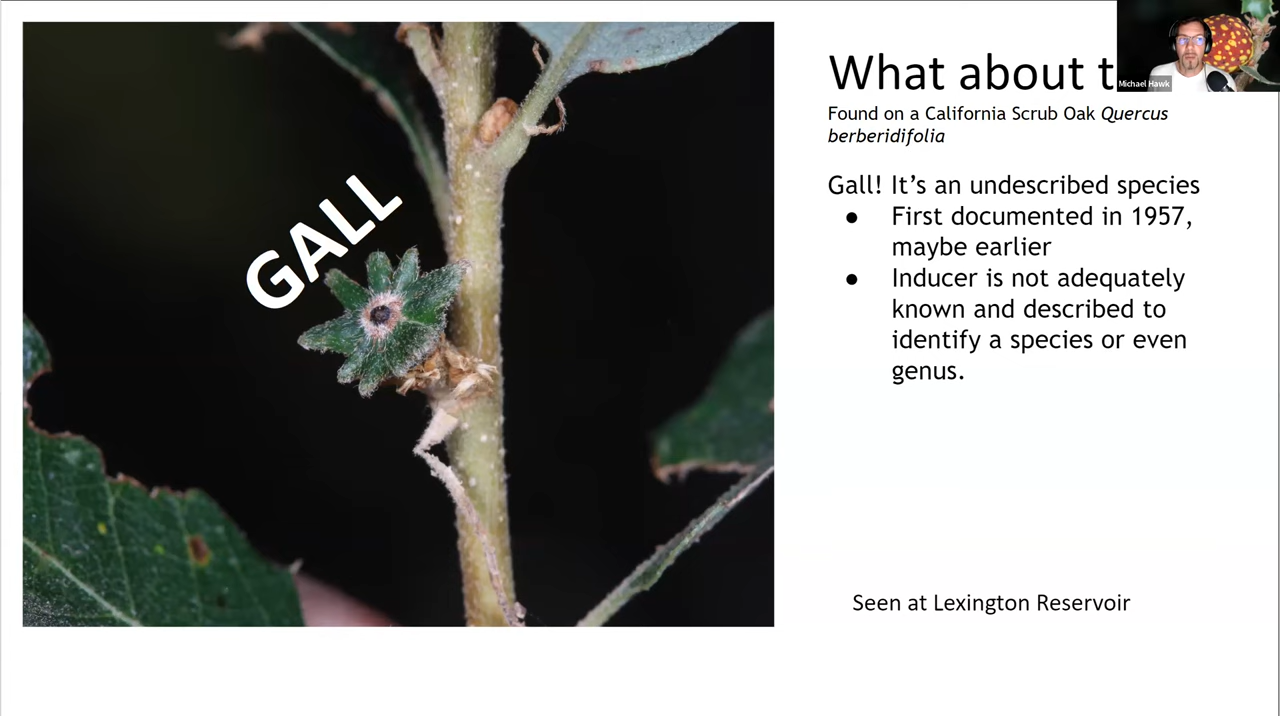 What about t
Michael Hawk
Found on a California Scrub Oak Quercus
berberidifolia
GALL
Gall! It’s an undescribed species
● First documented in 1957,
maybe earlier
● Inducer is not adequately
known and described to
identify a species or even
genus.
Seen at Lexington Reservoir